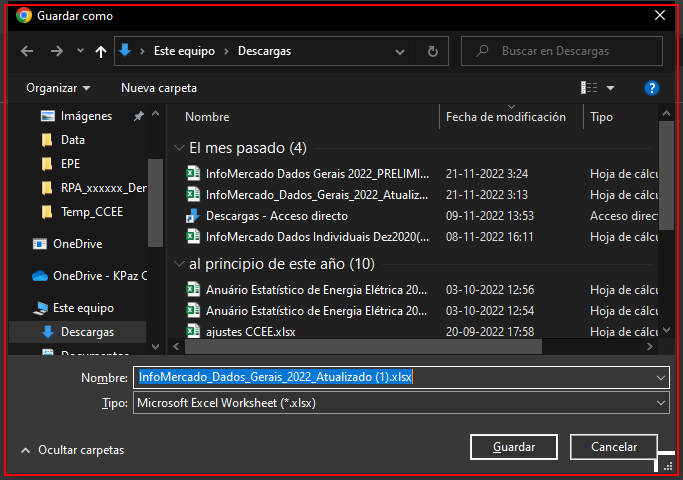 Guardar como
Este equipo > Descargas
Buscar en Descargas
Organizar
Nueva carpeta
?
Imágenes
Data
EPE
RPA_xxxxxx_Den
Temp_CCEE
OneDrive
OneDrive - KPaz C
Este equipo
Descargas
Documentos
Nombre Fecha de modificación Tipo
El mes pasado (4)
InfoMercado Dados Gerais 2022_PRELIMI... 21-11-2022 3:24 Hoja de cálcu
InfoMercado_Dados_Gerais_2022_Atualiz... 21-11-2022 3:13 Hoja de cálcu
Descargas - Acceso directo 09-11-2022 13:53 Acceso direct
InfoMercado Dados Individuais Dez2020(... 08-11-2022 16:11 Hoja de cálcu
al principio de este año (10)
Anuário Estatístico de Energia Elétrica 20... 03-10-2022 12:56 Hoja de cálcu
Anuário Estatístico de Energia Elétrica 20... 03-10-2022 12:54 Hoja de cálcu
ajustes CCEE.xlsx 20-09-2022 17:58 Hoja de cálcu
Nombre: InfoMercado_Dados_Gerais_2022_Atualizado (1).xlsx
Tipo: Microsoft Excel Worksheet (*.xlsx)
Ocultar carpetas
Guardar
Cancelar